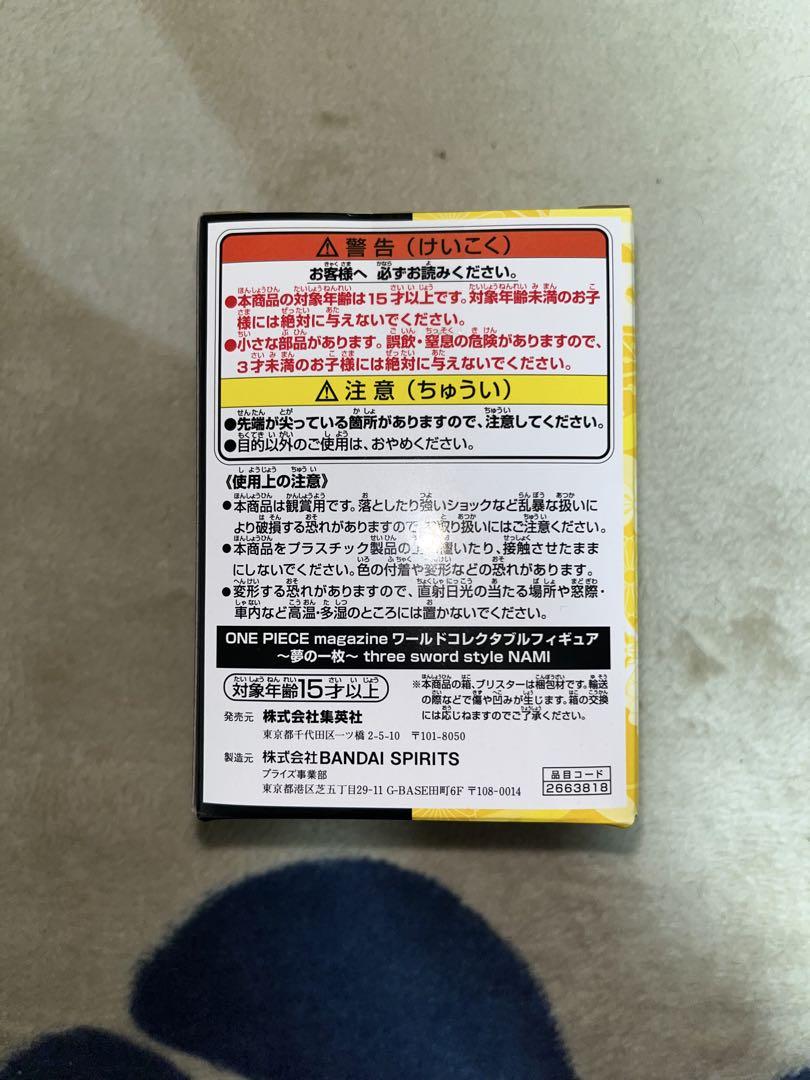 ⚠ 警告（けいこく）
お客様へ 必ずお読みください。
●本商品の対象年齢は15才以上です。対象年齢未満のお子
様には絶対に与えないでください。
●小さな部品があります。誤飲・窒息の危険がありますので、
3才未満のお子様には絶対に与えないでください。
⚠ 注意（ちゅうい）
●先端が尖っている箇所がありますので、注意してください。
●目的以外のご使用は、おやめください。
《使用上の注意》
●本商品は観賞用です。落としたり強いショックなど乱暴な扱いに
より破損する恐れがありますので、お取り扱いにはご注意ください。
●本商品をプラスチック製品の上に置いたり、接触させたまま
にしないでください。色の付着や変形などの恐れがあります。
●変形する恐れがありますので、直射日光の当たる場所や窓際・
車内など高温・多湿のところには置かないでください。
ONE PIECE magazine ワールドコレクタブルフィギュア
～夢の一枚～ three sword style NAMI
対象年齢15才以上
※本商品の箱、ブリスターは梱包材です。輸送
の際などで傷や凹みが生じます。箱の交換
には応じねますのでご了承ください。
発売元 株式会社集英社
東京都千代田区一ツ橋 2-5-10 〒101-8050
製造元 株式会社BANDAI SPIRITS
プライズ事業部
東京都港区芝五丁目29-11 G-BASE田町6F 〒108-0014
品目コード
2663818